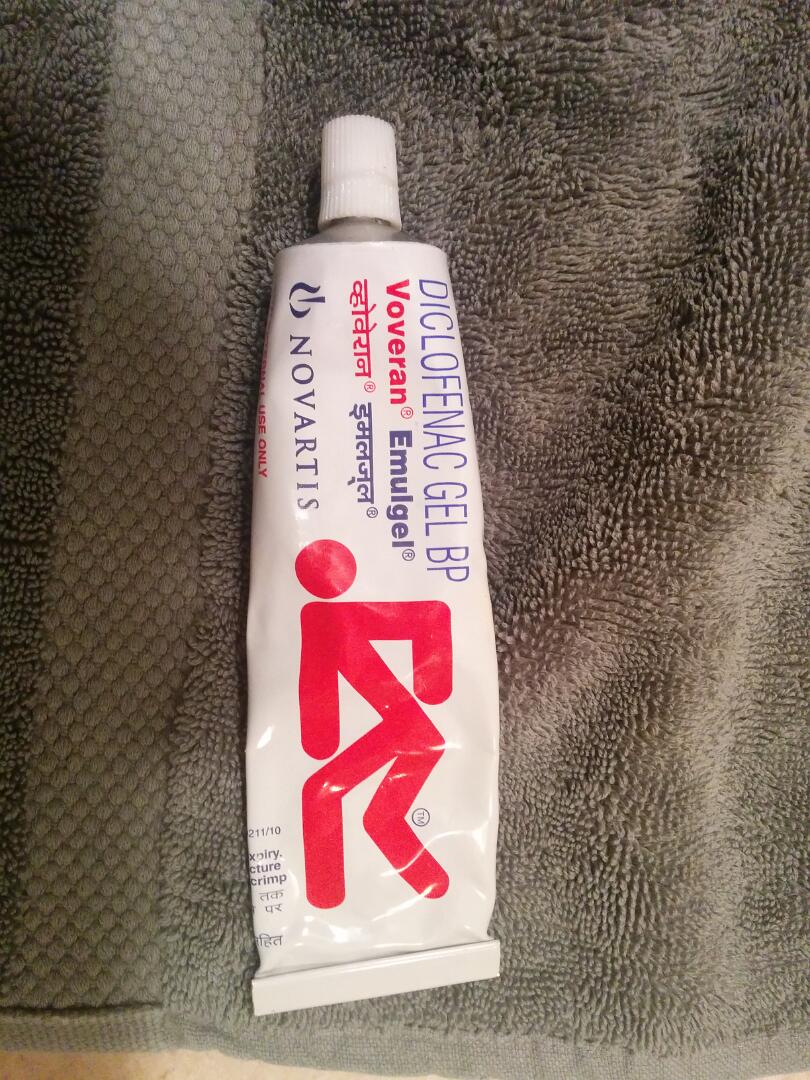 DICLOFENAC GEL BP
Voveran® Emulgel®
व्होवेरान® इमलजेल®
NOVARTIS
USE ONLY
TM
211/10
xpiry.
cture
crimp
तक
पर
हित